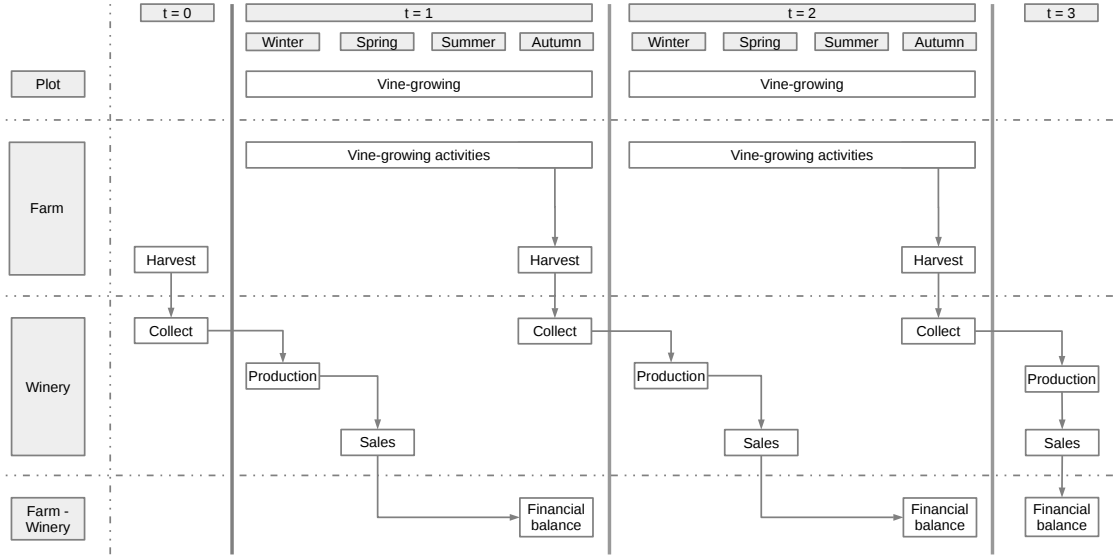 t = 0
t = 1
t = 2
t = 3
Winter
Spring
Summer
Autumn
Winter
Spring
Summer
Autumn
Plot
Vine-growing
Vine-growing
Farm
Vine-growing activities
Vine-growing activities
Harvest
Harvest
Harvest
Winery
Collect
Collect
Collect
Production
Production
Production
Sales
Sales
Sales
Farm -
Winery
Financial
balance
Financial
balance
Financial
balance